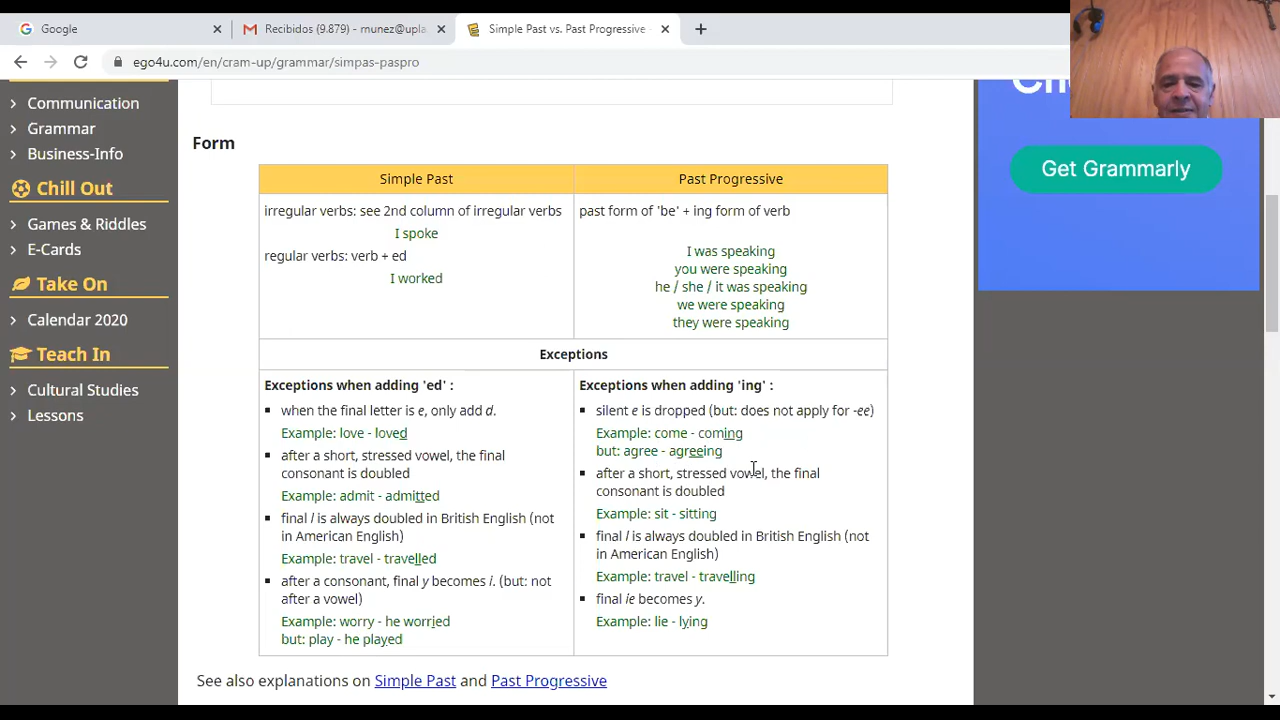 Google
Recibidos (9.879) - rnunez@upla
Simple Past vs. Past Progressive -
ego4u.com/en/cram-up/grammar/simpas-paspro
Communication
Grammar
Business-Info
Chill Out
Games & Riddles
E-Cards
Take On
Calendar 2020
Teach In
Cultural Studies
Lessons
Form
Simple Past
Past Progressive
irregular verbs: see 2nd column of irregular verbs
I spoke
regular verbs: verb + ed
I worked
past form of 'be' + ing form of verb
I was speaking
you were speaking
he / she / it was speaking
we were speaking
they were speaking
Exceptions
Exceptions when adding 'ed' :
when the final letter is e, only add d.
Example: love - loved
after a short, stressed vowel, the final
consonant is doubled
Example: admit - admitted
final l is always doubled in British English (not
in American English)
Example: travel - travelled
after a consonant, final y becomes i. (but: not
after a vowel)
Example: worry - he worried
but: play - he played
Exceptions when adding 'ing' :
silent e is dropped (but: does not apply for -ee)
Example: come - coming
but: agree - agreeing
after a short, stressed vowel, the final
consonant is doubled
Example: sit - sitting
final l is always doubled in British English (not
in American English)
Example: travel - travelling
final ie becomes y.
Example: lie - lying
See also explanations on Simple Past and Past Progressive
Get Grammarly